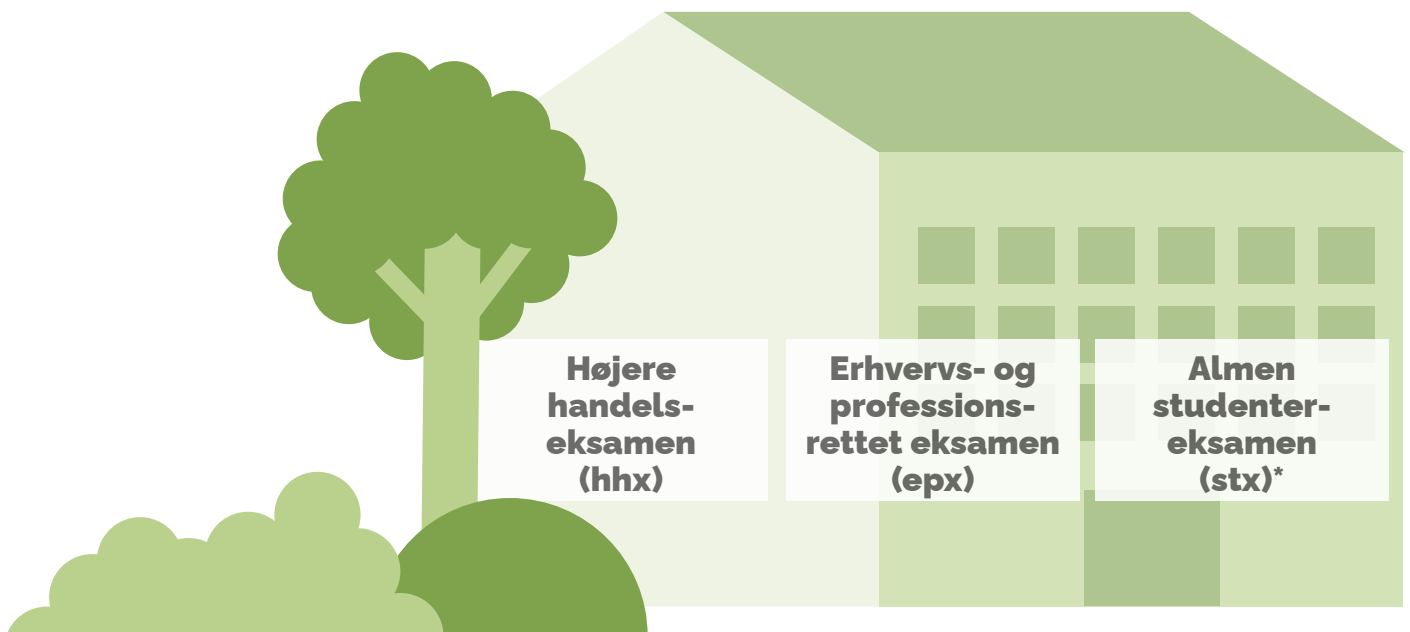 Højere
handels-
eksamen
(hhx)
Erhvervs- og
professions-
rettet eksamen
(epx)
Almen
studenter-
eksamen
(stx)*